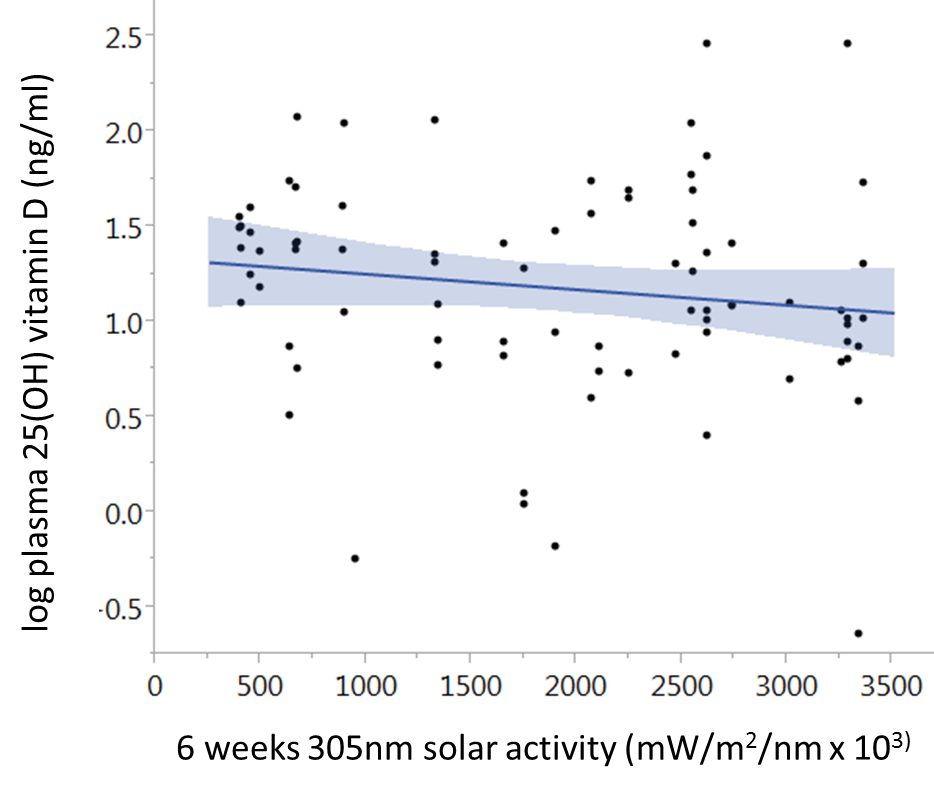 log plasma 25(OH) vitamin D (ng/ml)
2.5
2.0
1.5
1.0
0.5
0.0
-0.5
0 500 1000 1500 2000 2500 3000 3500
6 weeks 305nm solar activity (mW/m²/nm x 10³⁾